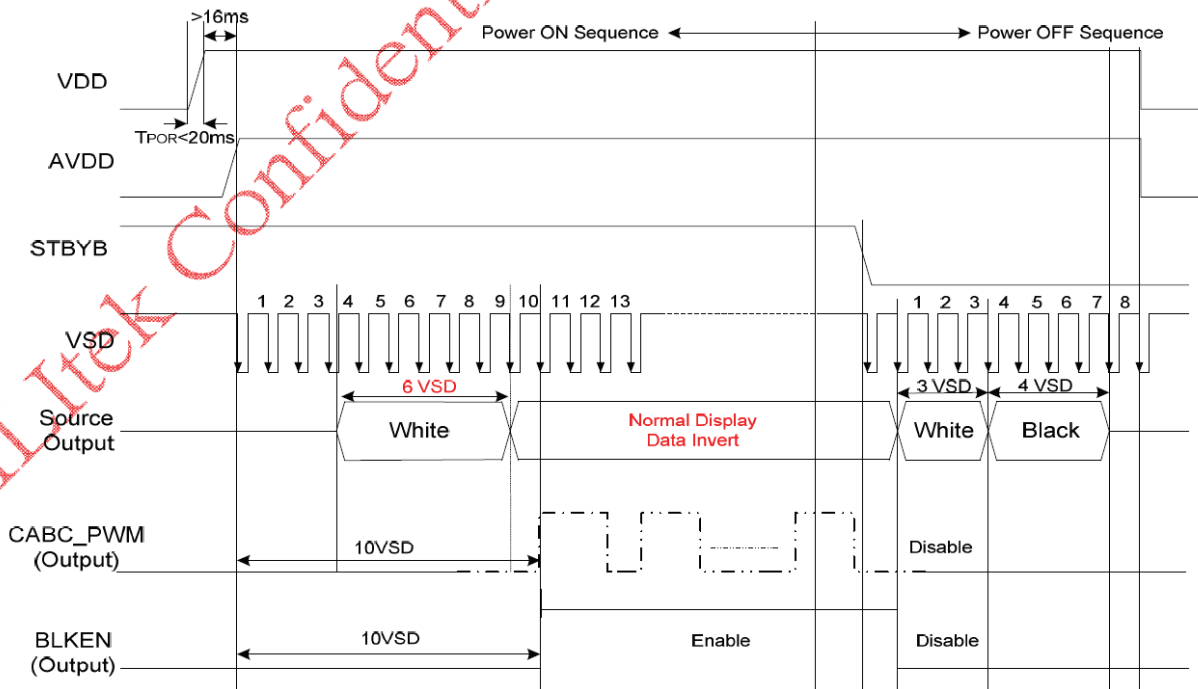 >16ms
Power ON Sequence
Power OFF Sequence
VDD
TPOR<20ms
AVDD
STBYB
1 2 3 4 5 6 7 8 9 10 11 12 13
1 2 3 4 5 6 7 8
VSD
6 VSD
3 VSD
4 VSD
Source
Output
White
Normal Display
Data Invert
White
Black
CABC_PWM
(Output)
10VSD
Disable
BLKEN
(Output)
10VSD
Enable
Disable
Itek Confident